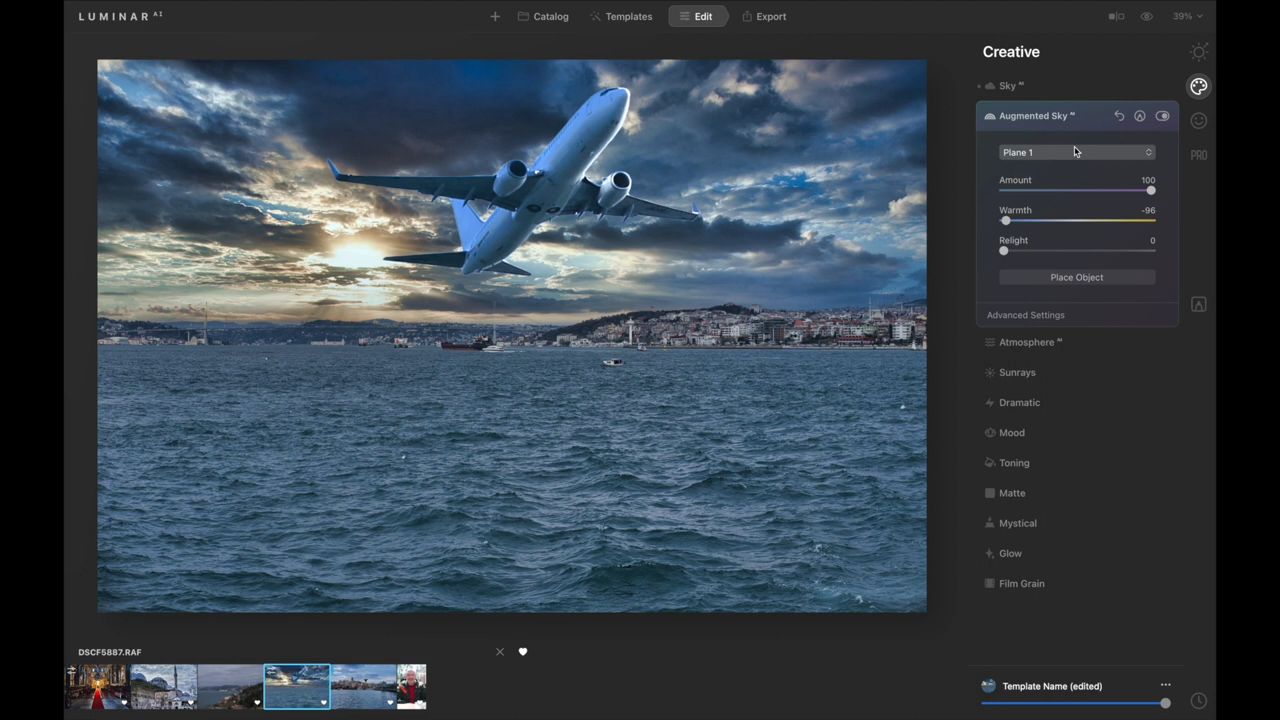 LUMINAR AI
Catalog
Templates
Edit
Export
39%
Creative
Sky AI
Augmented Sky AI
Plane 1
Amount 100
Warmth -96
Relight 0
Place Object
Advanced Settings
Atmosphere AI
Sunrays
Dramatic
Mood
Toning
Matte
Mystical
Glow
Film Grain
PRO
DSCF5887.RAF
Template Name (edited)